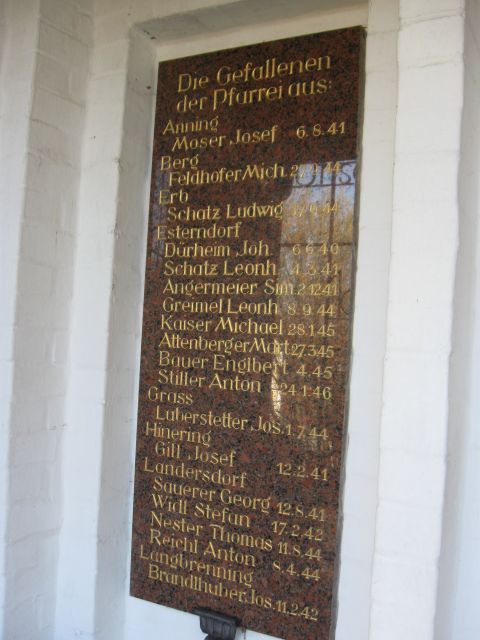 Die Gefallenen
der Pfarrei aus:
Anning
Moser Josef 6.8.41
Berg
Feldhofer Mich.
Erb
Schatz Ludwig
Esterndorf
Dürheim Joh. 6.6.40
Schatz Leonh. 4.3.41
Angermeier Sim. 2.12.41
Greimel Leonh. 8.9.44
Kaiser Michael 28.1.45
Attenberger Mart. 27.3.45
Bauer Englbert 4.4.45
Stiller Anton 24.1.46
Grass
Luberstetter Jos. 1.7.44
Hinering
Gill Josef 12.2.41
Landersdorf
Sauerer Georg 12.8.41
Widl Stefan 17.2.42
Nester Thomas 11.8.44
Reichl Anton 8.4.44
Langbrenning
Brandlhuber Jos. 11.2.42